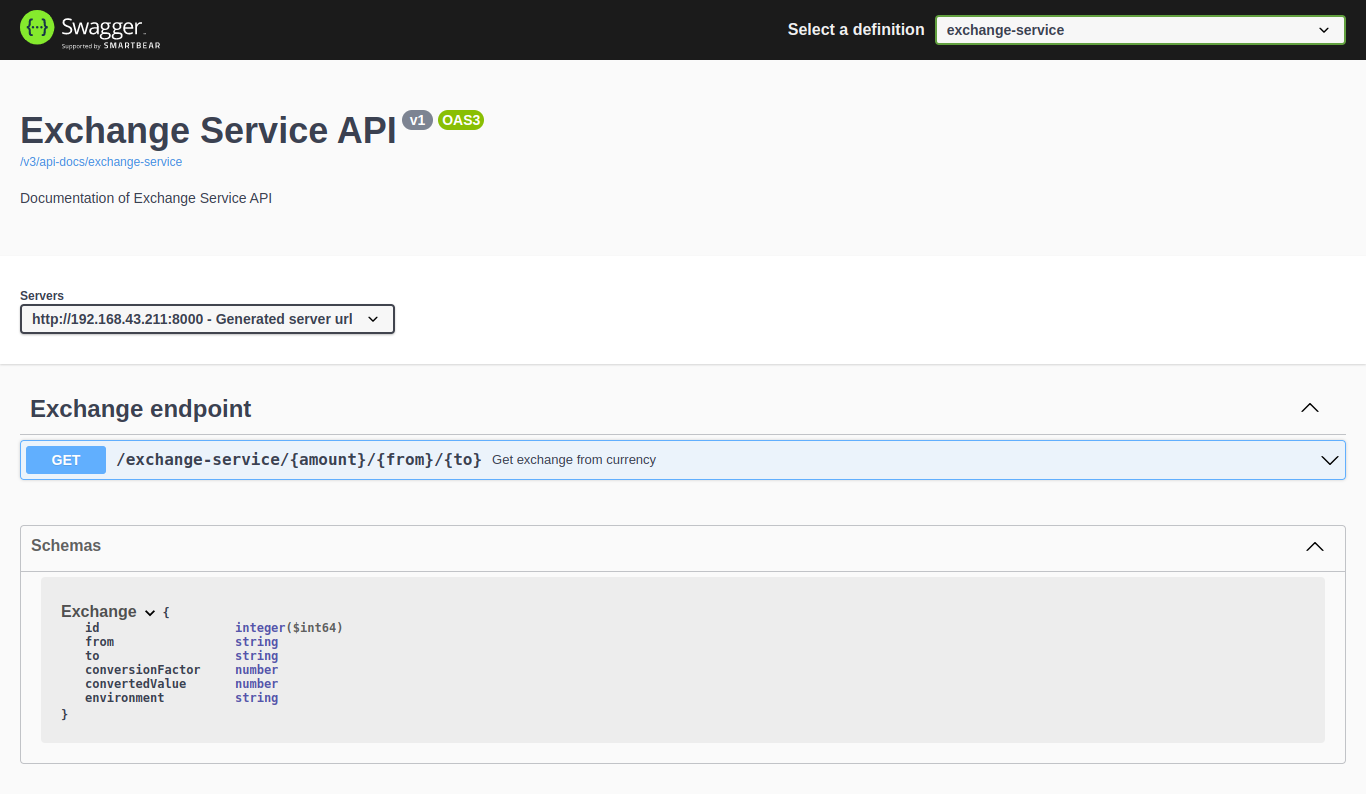 {···} Swagger
Supported by SMARTBEAR
Select a definition exchange-service
Exchange Service API v1 OAS3
/v3/api-docs/exchange-service
Documentation of Exchange Service API
Servers
http://192.168.43.211:8000 - Generated server url
Exchange endpoint
GET /exchange-service/{amount}/{from}/{to} Get exchange from currency
Schemas
Exchange {
id integer($int64)
from string
to string
conversionFactor number
convertedValue number
environment string
}